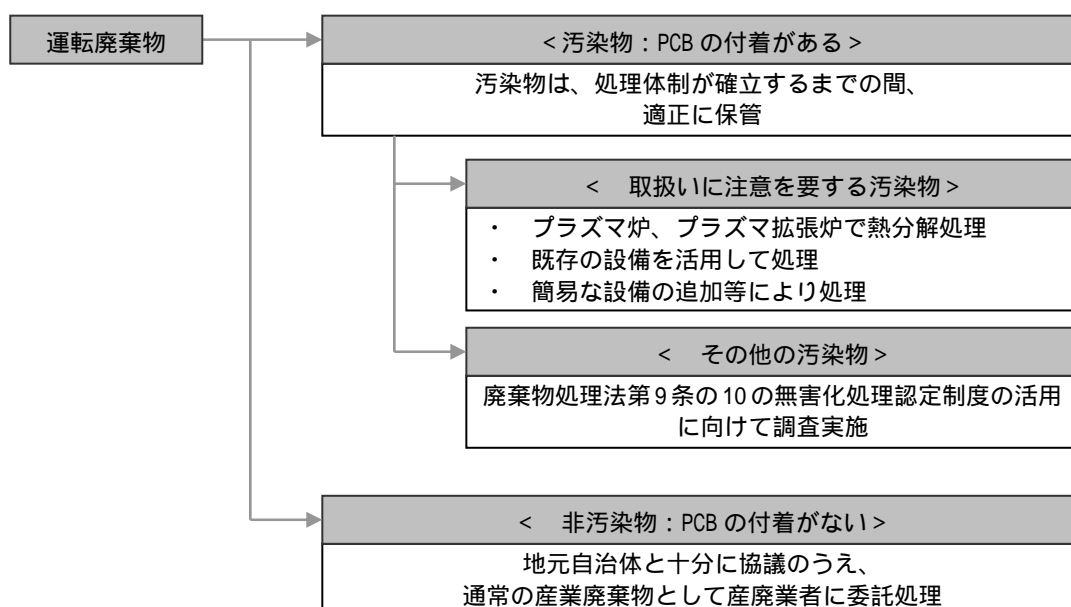 運転廃棄物
<汚染物:PCBの付着がある>
汚染物は、処理体制が確立するまでの間、
適正に保管
< 取扱いに注意を要する汚染物>
・ プラズマ炉、プラズマ拡張炉で熱分解処理
・ 既存の設備を活用して処理
・ 簡易な設備の追加等により処理
< その他の汚染物>
廃棄物処理法第9条の10の無害化処理認定制度の活用
に向けて調査実施
< 非汚染物:PCBの付着がない>
地元自治体と十分に協議のうえ、
通常の産業廃棄物として産廃業者に委託処理